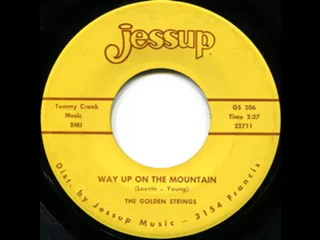 jessup
Tommy Crank
Music
BMI
GS 206
Time 2:27
22711
WAY UP ON THE MOUNTAIN
(Louvin - Young)
THE GOLDEN STRINGS
Dist. by Jessup Music - 3154 Francis